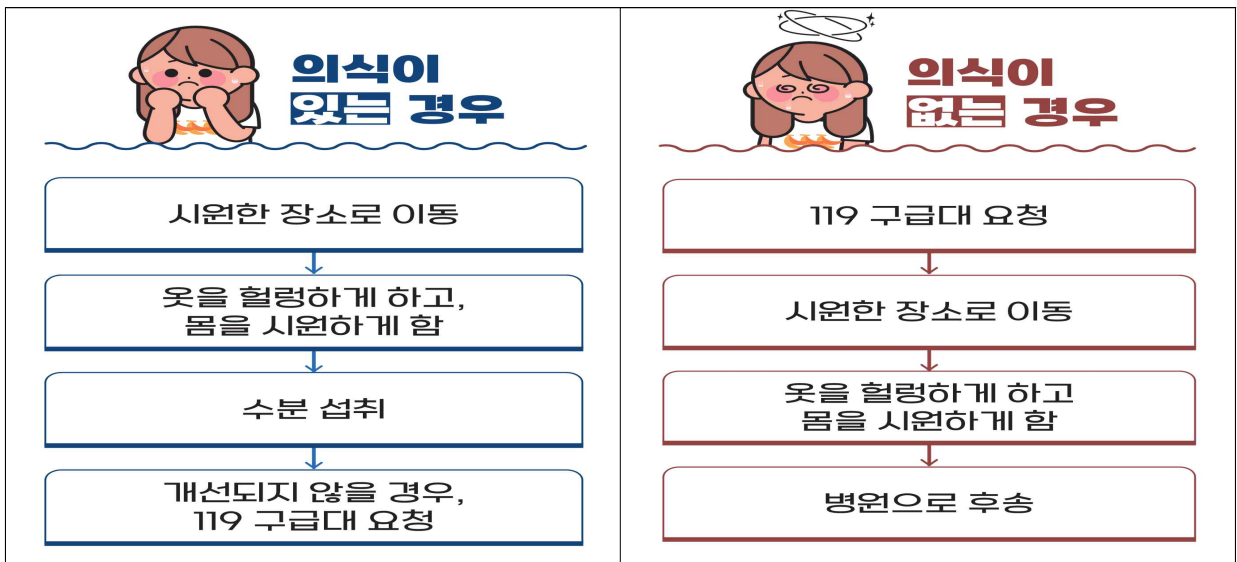 의식이
있는 경우
시원한 장소로 이동
옷을 헐렁하게 하고,
몸을 시원하게 함
수분 섭취
개선되지 않을 경우,
119 구급대 요청
의식이
없는 경우
119 구급대 요청
시원한 장소로 이동
옷을 헐렁하게 하고
몸을 시원하게 함
병원으로 후송